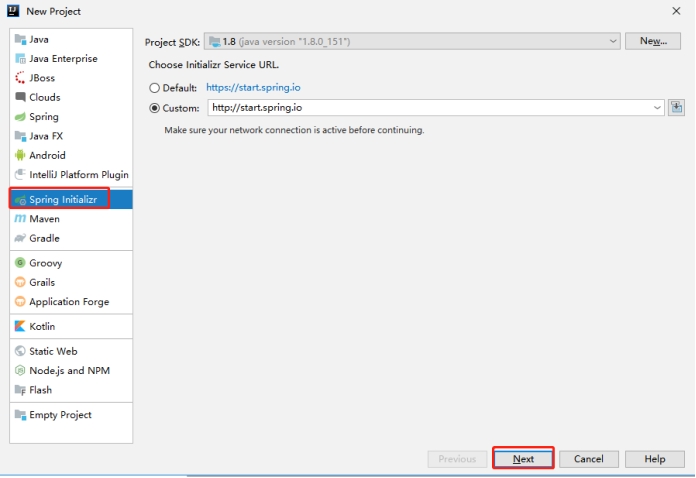 New Project
Java
Java Enterprise
JBoss
Clouds
Spring
Java FX
Android
IntelliJ Platform Plugin
Spring Initializr
Maven
Gradle
Groovy
Grails
Application Forge
Kotlin
Static Web
Node.js and NPM
Flash
Empty Project
Project SDK: 1.8 (java version "1.8.0_151") New...
Choose Initializr Service URL.
Default: https://start.spring.io
Custom: http://start.spring.io
Make sure your network connection is active before continuing.
Previous Next Cancel Help